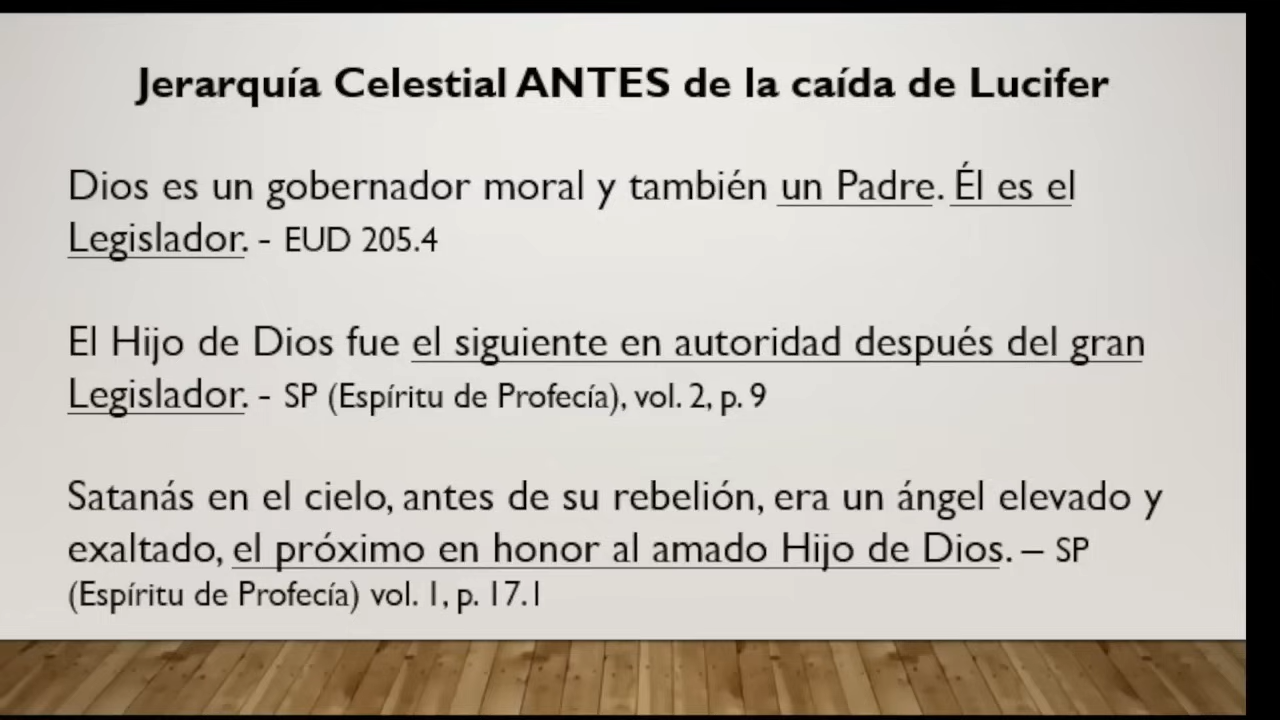 Jerarquía Celestial ANTES de la caída de Lucifer
Dios es un gobernador moral y también un Padre. Él es el
Legislador. - EUD 205.4
El Hijo de Dios fue el siguiente en autoridad después del gran
Legislador. - SP (Espíritu de Profecía), vol. 2, p. 9
Satanás en el cielo, antes de su rebelión, era un ángel elevado y
exaltado, el próximo en honor al amado Hijo de Dios. – SP
(Espíritu de Profecía) vol. 1, p. 17.1